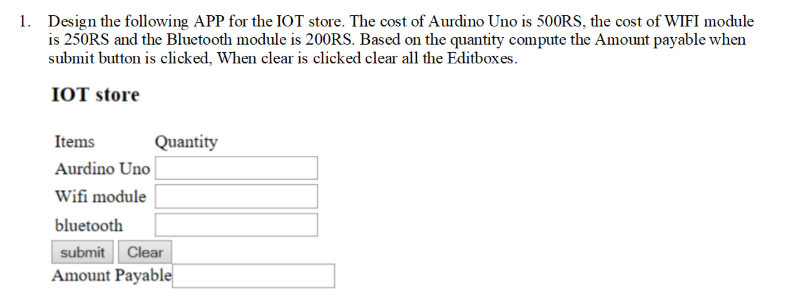 1. Design the following APP for the IOT store. The cost of Aurdino Uno is 500RS, the cost of WIFI module
is 250RS and the Bluetooth module is 200RS. Based on the quantity compute the Amount payable when
submit button is clicked, When clear is clicked clear all the Editboxes.
IOT store
Items Quantity
Aurdino Uno
Wifi module
bluetooth
submit Clear
Amount Payable